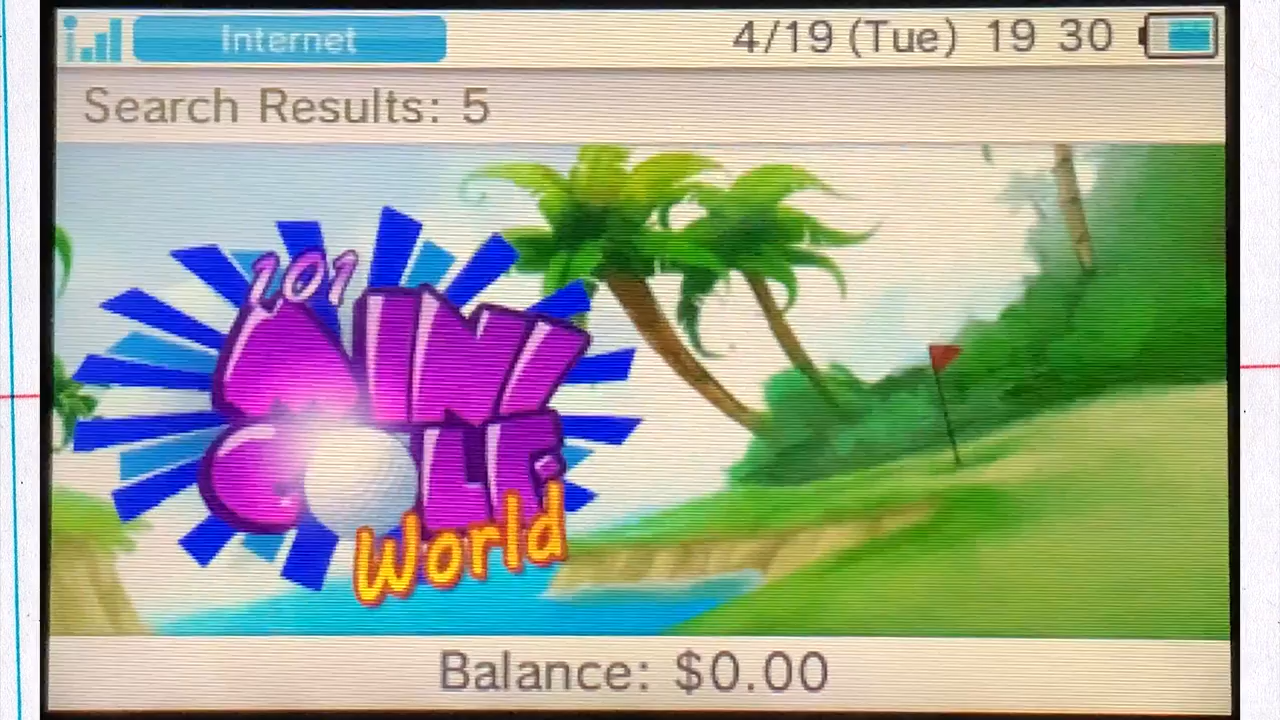 Internet
4/19 (Tue) 19 30
Search Results: 5
101
MINI
GOLF
World
Balance: $0.00